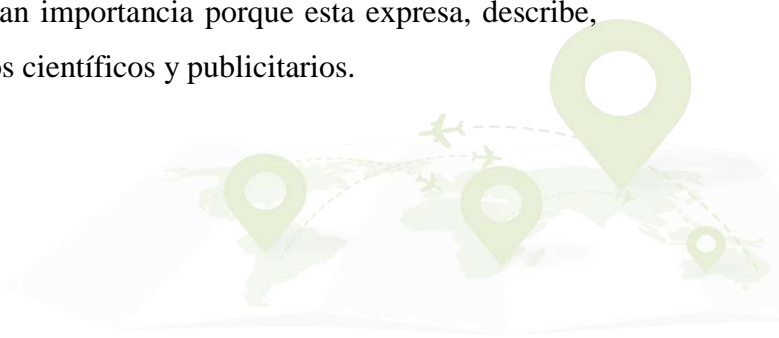 an importancia porque esta expresa, describe,
os científicos y publicitarios.